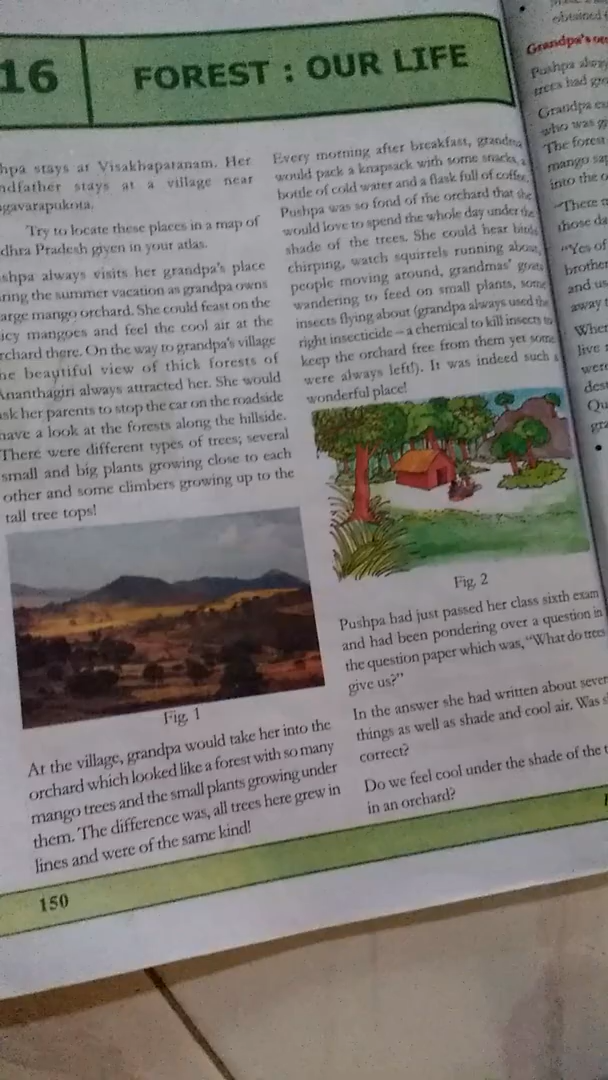 16
FOREST : OUR LIFE
hpa stays at Visakhapatanam. Her
ndfather stays at a village near
gavarapukota.
Try to locate these places in a map of
dhra Pradesh given in your atlas.
shpa always visits her grandpa's place
ring the summer vacation as grandpa owns
arge mango orchard. She could feast on the
icy mangoes and feel the cool air at the
rchard there. On the way to grandpa's village
he beautiful view of thick forests of
Ananthagiri always attracted her. She would
ask her parents to stop the car on the roadside
have a look at the forests along the hillside.
There were different types of trees; several
small and big plants growing close to each
other and some climbers growing up to the
tall tree tops!
Fig. 1
At the village, grandpa would take her into the
orchard which looked like a forest with so many
mango trees and the small plants growing under
them. The difference was, all trees here grew in
lines and were of the same kind!
150
Every morning after breakfast, grandma
would pack a knapsack with some snacks, a
bottle of cold water and a flask full of coffee.
Pushpa was so fond of the orchard that she
would love to spend the whole day under the
shade of the trees. She could hear birds
chirping, watch squirrels running about,
people moving around, grandmas' goats
wandering to feed on small plants, some
insects flying about (grandpa always used the
right insecticide – a chemical to kill insects to
keep the orchard free from them yet some
were always left!). It was indeed such a
wonderful place!
Fig. 2
Pushpa had just passed her class sixth exam
and had been pondering over a question in
the question paper which was, "What do trees
give us?"
In the answer she had written about sever
things as well as shade and cool air. Was s
correct?
Do we feel cool under the shade of the t
in an orchard?
obtained
Grandpa's
Pushpa alway
trees had gro
Grandpa
who was
The forest
mango sap
into the o
"There
those da
"Yes of
brother
and us
away
When
live
were
dest
Qu
gra